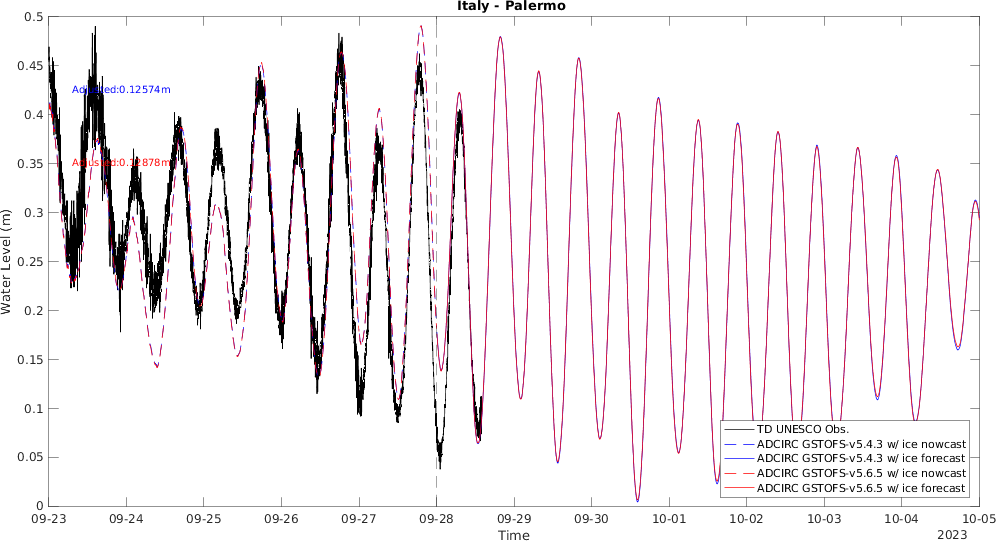 Italy - Palermo
0.5
0.45
0.4
0.35
0.3
0.25
0.2
0.15
0.1
0.05
0
Water Level (m)
Adjusted:0.12574m
Adjusted:0.12878m
TD UNESCO Obs.
ADCIRC GSTOFS-v5.4.3 w/ ice nowcast
ADCIRC GSTOFS-v5.4.3 w/ ice forecast
ADCIRC GSTOFS-v5.6.5 w/ ice nowcast
ADCIRC GSTOFS-v5.6.5 w/ ice forecast
09-23 09-24 09-25 09-26 09-27 09-28 09-29 09-30 10-01 10-02 10-03 10-04 10-05
Time
2023